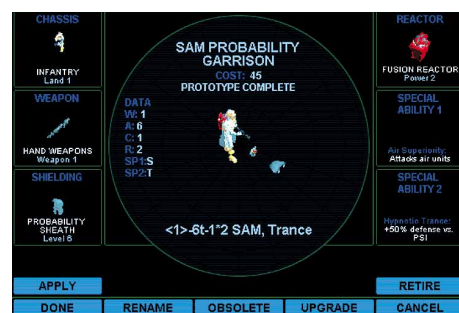 CHASSIS
INFANTRY
Land 1
WEAPON
HAND WEAPONS
Weapon 1
SHIELDING
PROBABILITY
SHEATH
Level 6
SAM PROBABILITY
GARRISON
COST: 45
PROTOTYPE COMPLETE
DATA
W: 1
A: 6
C: 1
R: 2
SP1:S
SP2:T
<1>-6t-1*2 SAM, Trance
REACTOR
FUSION REACTOR
Power 2
SPECIAL
ABILITY 1
Air Superiority:
Attacks air units
SPECIAL
ABILITY 2
Hypnotic Trance:
+50% defense vs.
PSI
APPLY
RETIRE
DONE
RENAME
OBSOLETE
UPGRADE
CANCEL